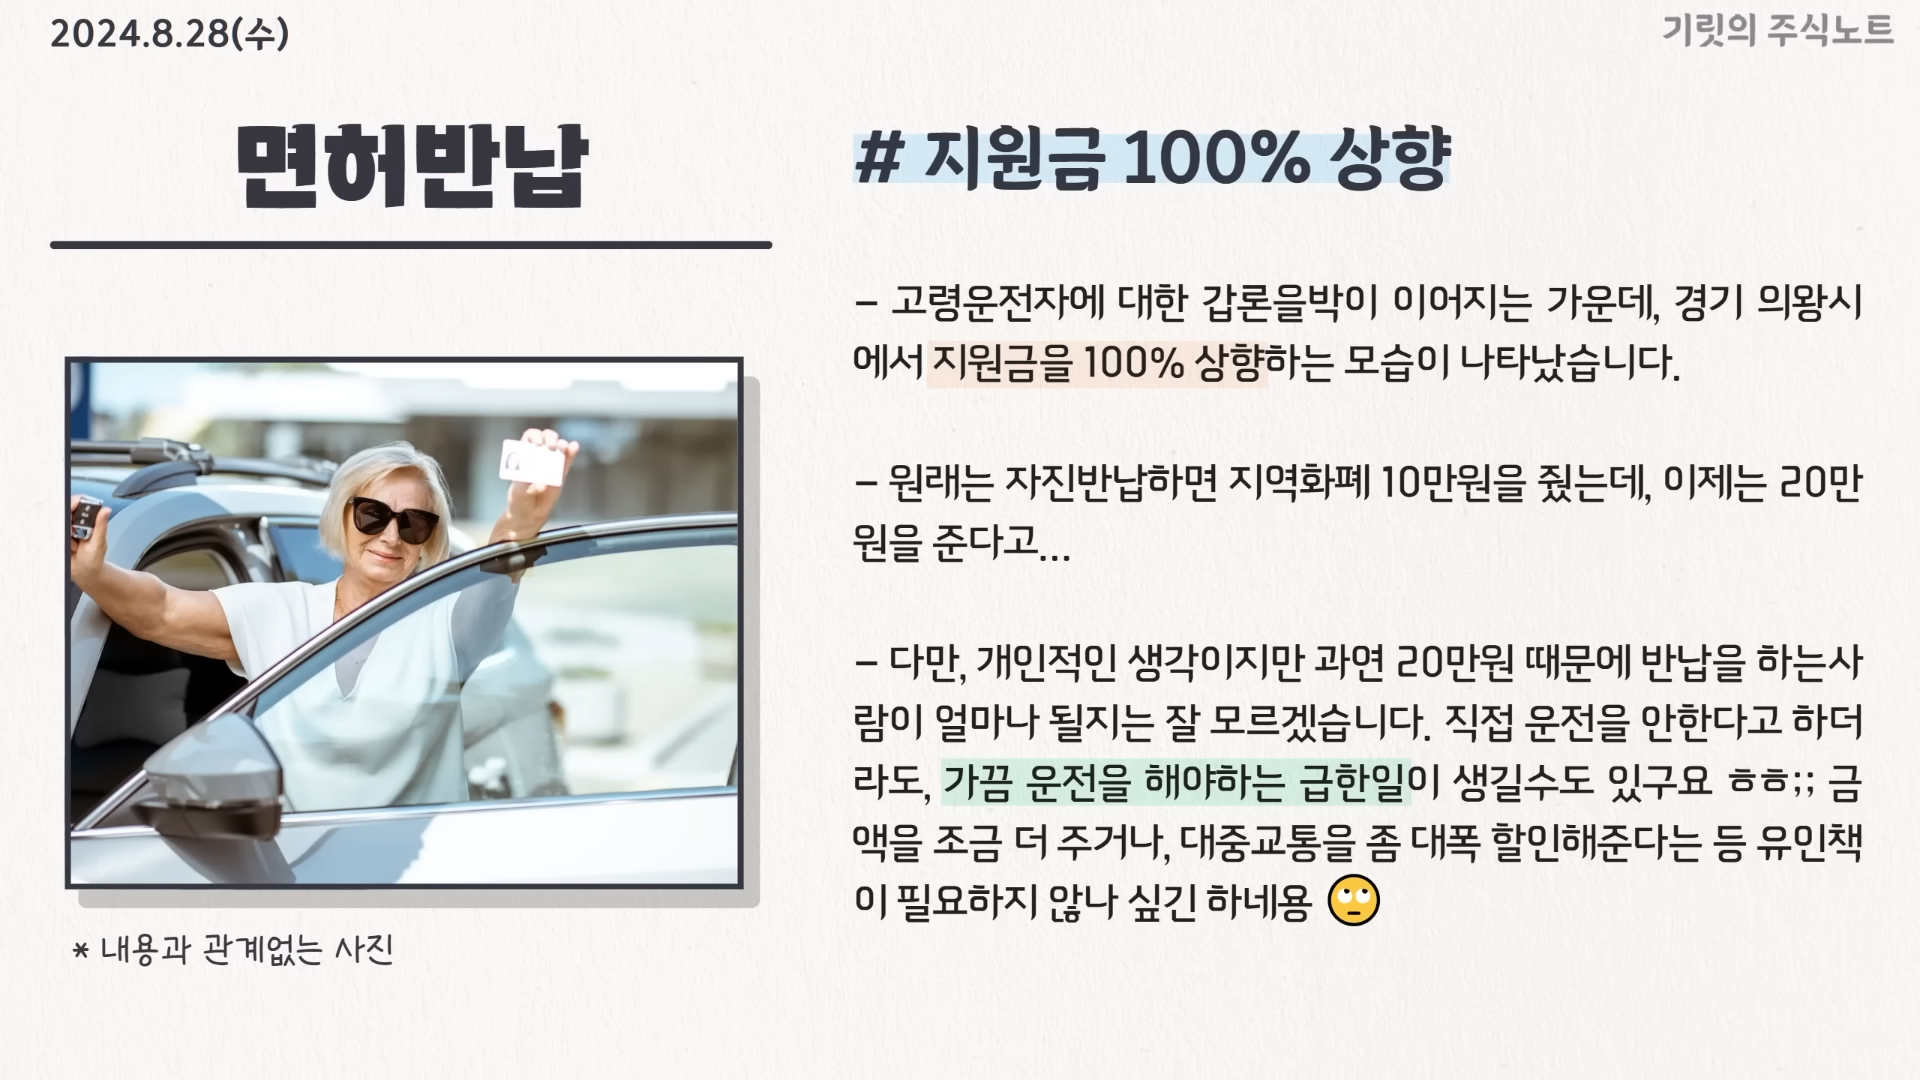 2024.8.28(수)
기릿의 주식노트
면허반납
# 지원금 100% 상향
- 고령운전자에 대한 갑론을박이 이어지는 가운데, 경기 의왕시
에서 지원금을 100% 상향하는 모습이 나타났습니다.
- 원래는 자진반납하면 지역화폐 10만원을 줬는데, 이제는 20만
원을 준다고...
- 다만, 개인적인 생각이지만 과연 20만원 때문에 반납을 하는사
람이 얼마나 될지는 잘 모르겠습니다. 직접 운전을 안한다고 하더
라도, 가끔 운전을 해야하는 급한일이 생길수도 있구요 ㅎㅎ;; 금
액을 조금 더 주거나, 대중교통을 좀 대폭 할인해준다는 등 유인책
이 필요하지 않나 싶긴 하네용 🙄
* 내용과 관계없는 사진